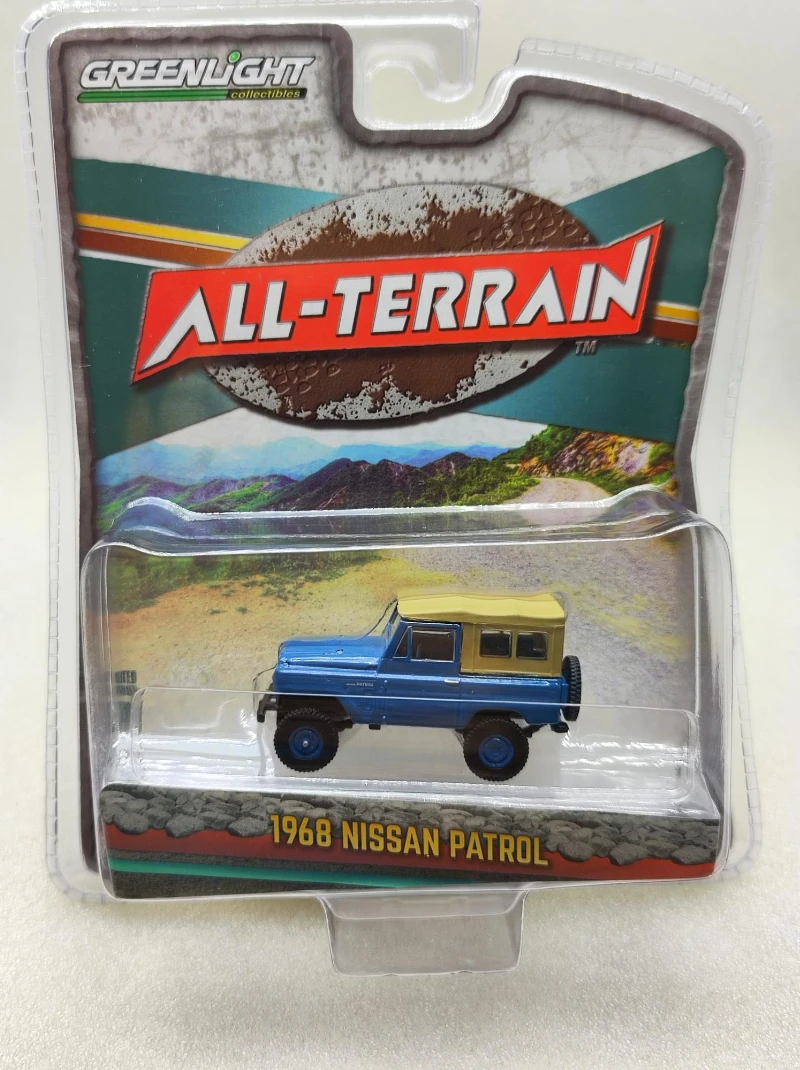 GREENLiGHT
collectibles
ALL-TERRAIN
TM
1968 NISSAN PATROL